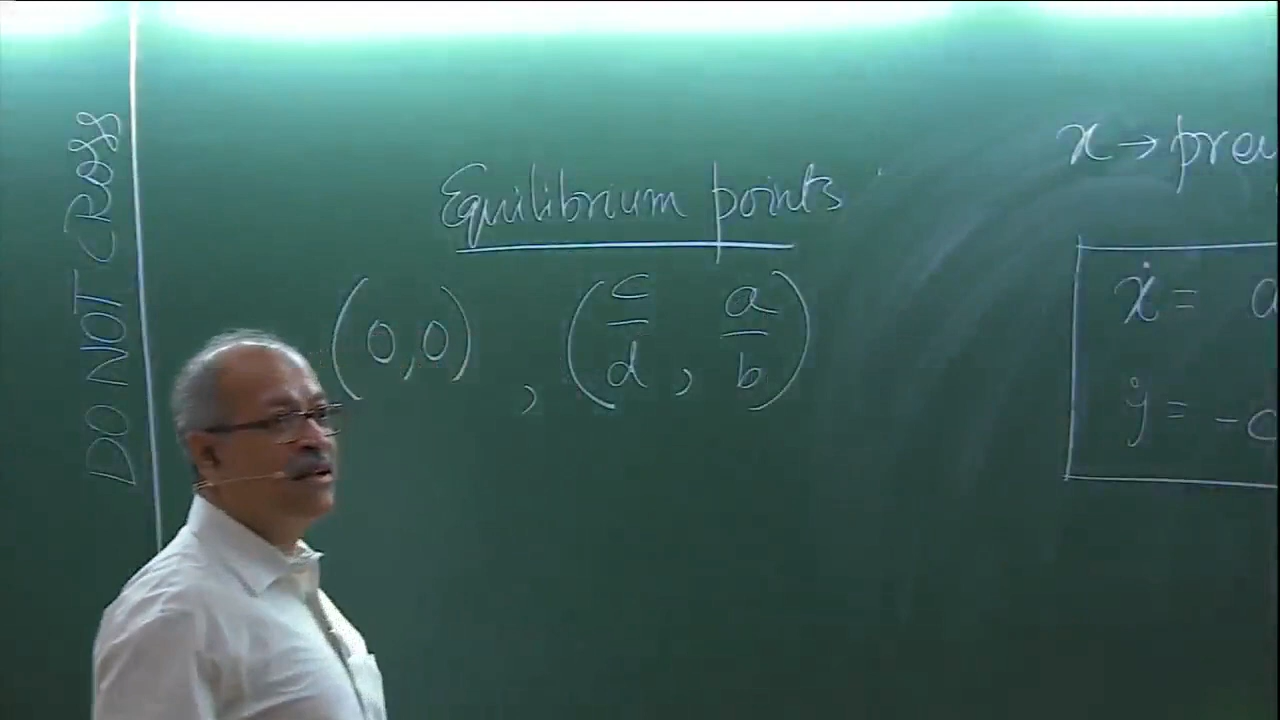 DO NOT CROSS
Equilibrium points
(0,0) , (c/d , a/b)
x → prey
ẋ = a
ẏ = -c